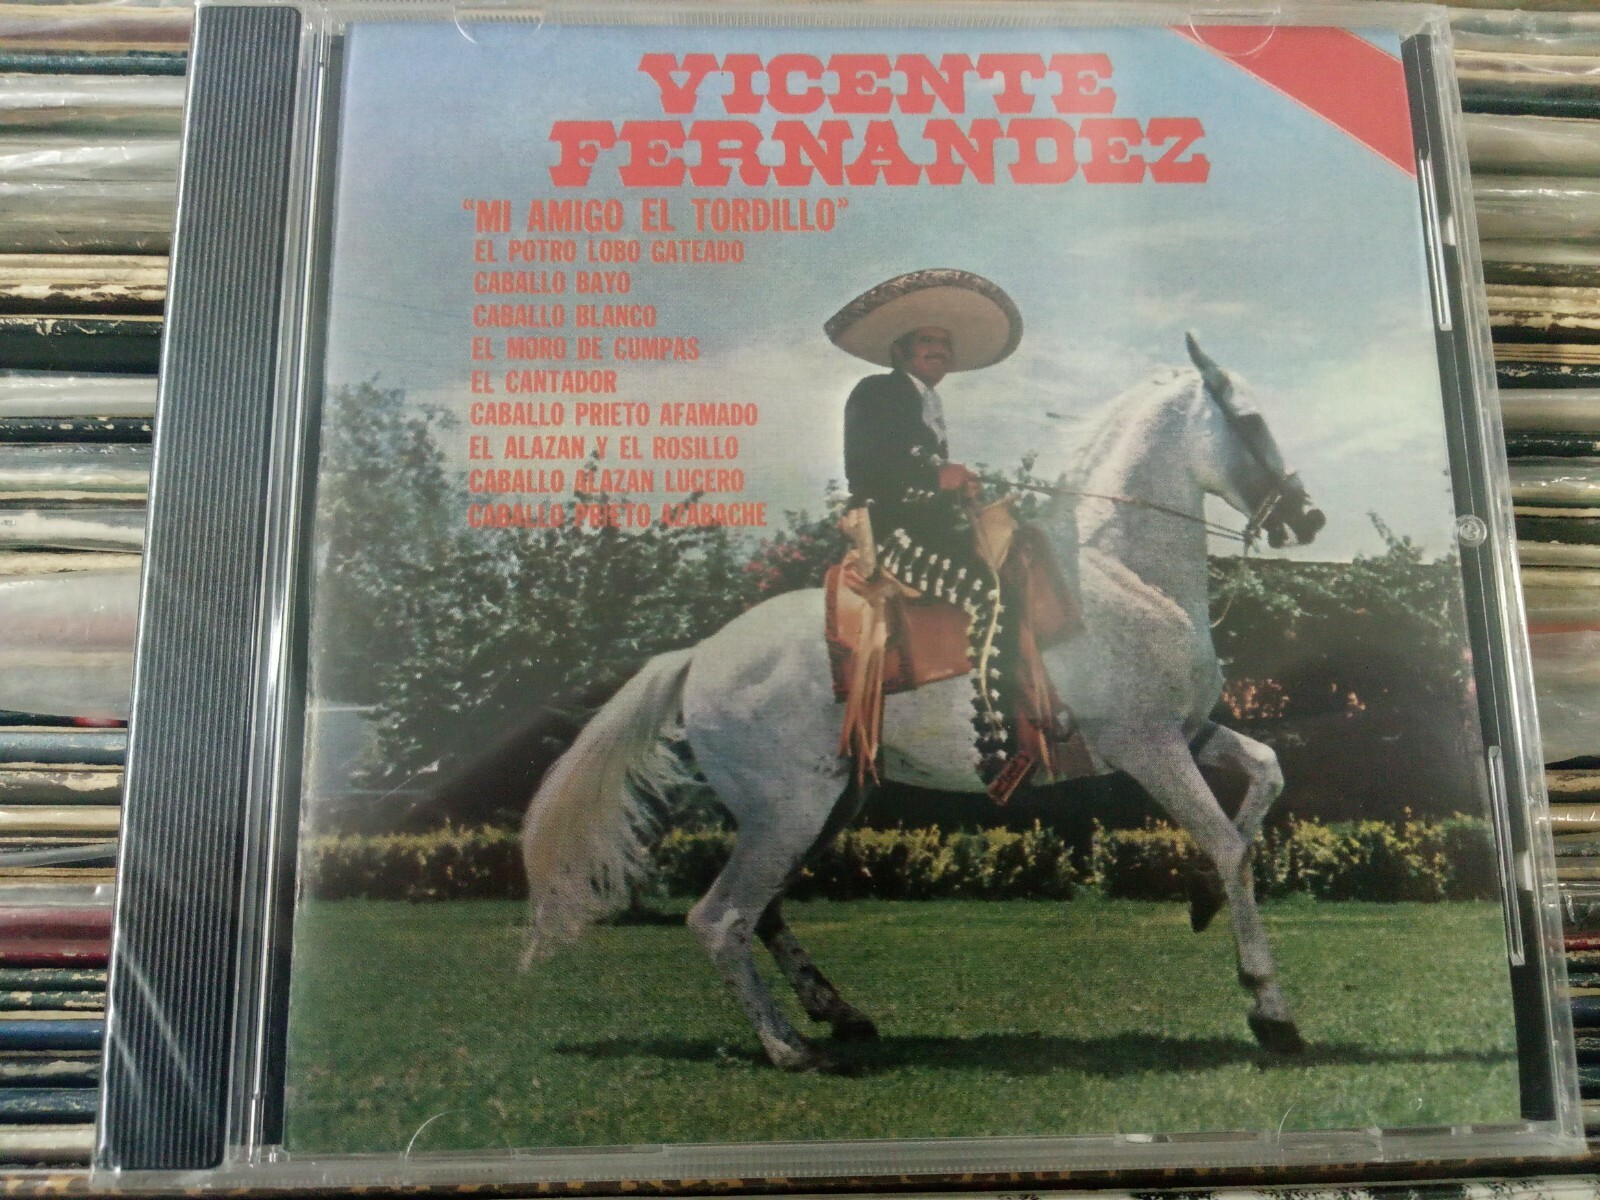 VICENTE
FERNANDEZ
"MI AMIGO EL TORDILLO"
EL POTRO LOBO GATEADO
CABALLO BAYO
CABALLO BLANCO
EL MORO DE CUMPAS
EL CANTADOR
CABALLO PRIETO AFAMADO
EL ALAZAN Y EL ROSILLO
CABALLO ALAZAN LUCERO
CABALLO PRIETO AZABACHE